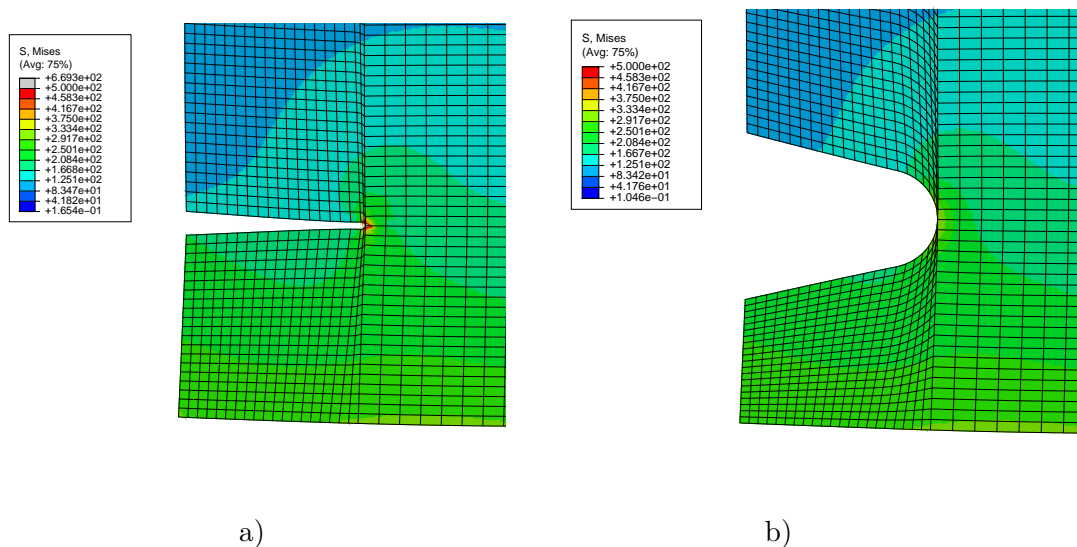 S, Mises
(Avg: 75%)
+6.693e+02
+5.000e+02
+4.583e+02
+4.167e+02
+3.750e+02
+3.334e+02
+2.917e+02
+2.501e+02
+2.084e+02
+1.668e+02
+1.251e+02
+8.347e+01
+4.182e+01
+1.654e-01
S, Mises
(Avg: 75%)
+5.000e+02
+4.583e+02
+4.167e+02
+3.750e+02
+3.334e+02
+2.917e+02
+2.501e+02
+2.084e+02
+1.667e+02
+1.251e+02
+8.342e+01
+4.176e+01
+1.046e-01
a)
b)